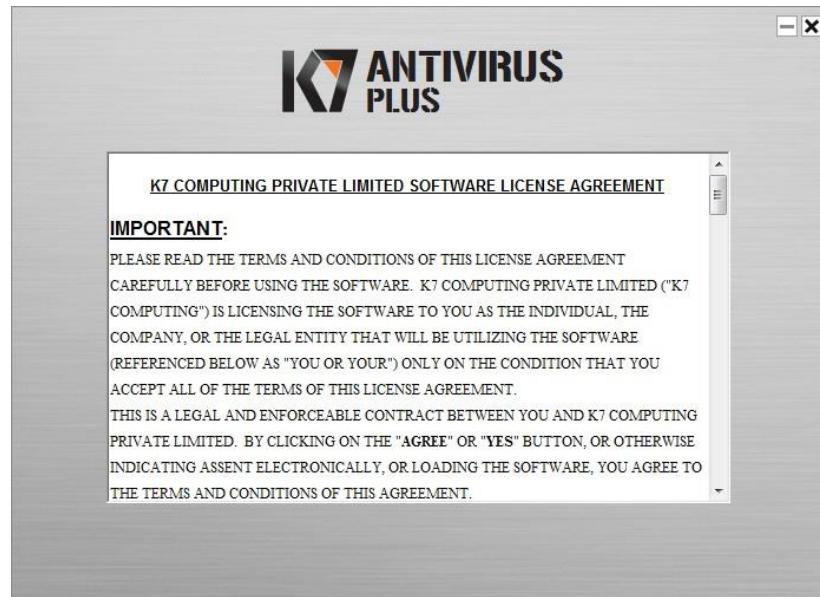 K7 ANTIVIRUS
PLUS
K7 COMPUTING PRIVATE LIMITED SOFTWARE LICENSE AGREEMENT
IMPORTANT:
PLEASE READ THE TERMS AND CONDITIONS OF THIS LICENSE AGREEMENT
CAREFULLY BEFORE USING THE SOFTWARE.  K7 COMPUTING PRIVATE LIMITED ("K7
COMPUTING") IS LICENSING THE SOFTWARE TO YOU AS THE INDIVIDUAL, THE
COMPANY, OR THE LEGAL ENTITY THAT WILL BE UTILIZING THE SOFTWARE
(REFERENCED BELOW AS "YOU OR YOUR") ONLY ON THE CONDITION THAT YOU
ACCEPT ALL OF THE TERMS OF THIS LICENSE AGREEMENT.
THIS IS A LEGAL AND ENFORCEABLE CONTRACT BETWEEN YOU AND K7 COMPUTING
PRIVATE LIMITED.  BY CLICKING ON THE "AGREE" OR "YES" BUTTON, OR OTHERWISE
INDICATING ASSENT ELECTRONICALLY, OR LOADING THE SOFTWARE, YOU AGREE TO
THE TERMS AND CONDITIONS OF THIS AGREEMENT.